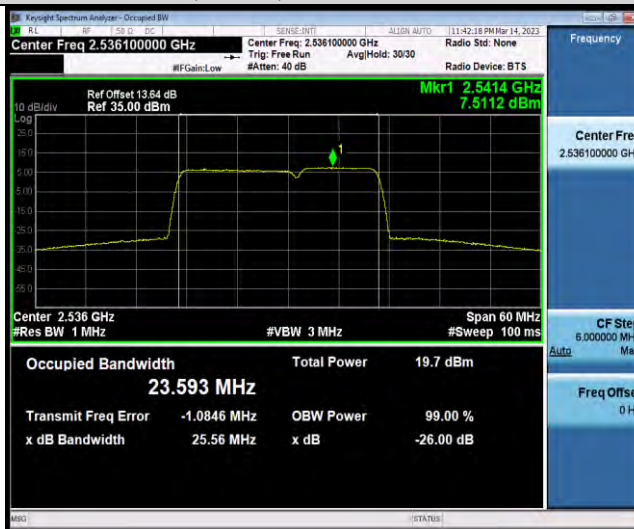 Keysight Spectrum Analyzer - Occupied BW
RL RF 50 Ω DC SENSE:INT ALIGN AUTO 11:42:18 PM Mar 14, 2023
Center Freq 2.536100000 GHz
Center Freq: 2.536100000 GHz
Radio Std: None
Trig: Free Run Avg|Hold: 30/30
#IFGain:Low #Atten: 40 dB Radio Device: BTS
Frequency
Ref Offset 13.64 dB
10 dB/div Ref 35.00 dBm
Mkr1 2.5414 GHz
7.5112 dBm
Log
25.0
15.0
5.00
-5.00
-15.0
-25.0
-35.0
-45.0
-55.0
1
Center Fre
2.536100000 GH
Center 2.536 GHz Span 60 MHz
#Res BW 1 MHz #VBW 3 MHz #Sweep 100 ms
CF Ste
6.000000 MH
Auto Ma
Occupied Bandwidth Total Power 19.7 dBm
23.593 MHz
Transmit Freq Error -1.0846 MHz OBW Power 99.00 %
x dB Bandwidth 25.56 MHz x dB -26.00 dB
Freq Offse
0 H
MSG STATUS